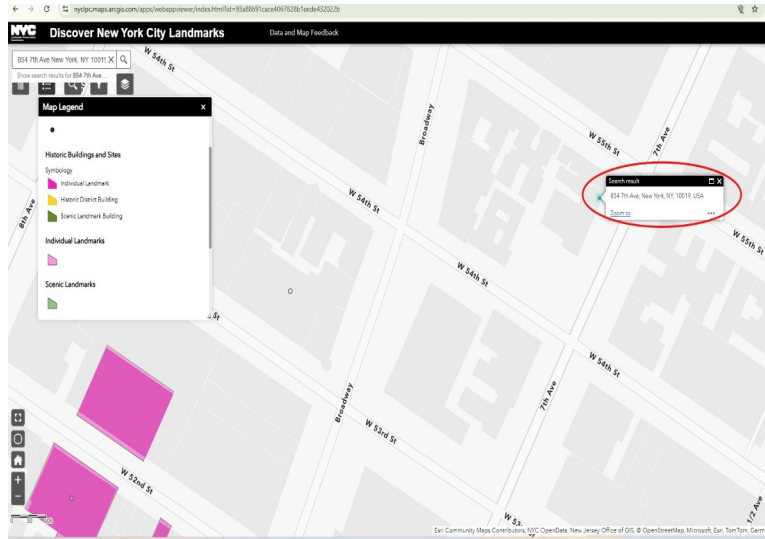 nyclpc.maps.arcgis.com/apps/webappviewer/index.html?id=93a88691cace4067828b1eede432022b
NYC
Discover New York City Landmarks
Data and Map Feedback
854 7th Ave New York, NY 10019 X
Show search results for 854 7th Ave ...
Map Legend
x
Historic Buildings and Sites
Symbology
Individual Landmark
Historic District Building
Scenic Landmark Building
Individual Landmarks
Scenic Landmarks
W 54th St
Broadway
W 55th St
7th Ave
Search result
X
854 7th Ave, New York, NY, 10019, USA
Zoom to
...
8th Ave
W 54th St
W 55th St
W 54th St
St
W 54th St
Broadway
7th Ave
W 53rd St
W 52nd St
+
-
W 53
1/2 Ave
Esri Community Maps Contributors, NYC OpenData, New Jersey Office of GIS, © OpenStreetMap, Microsoft, Esri, TomTom, Garm